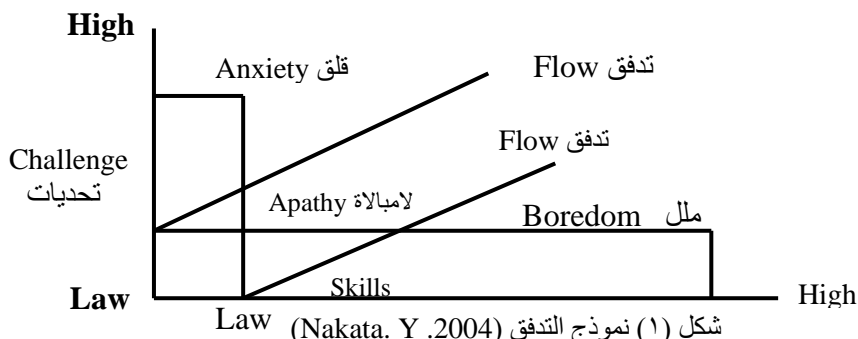 High
Anxiety قلق
Flow تدفق
Flow تدفق
Challenge
تحديات
Apathy لامبالاة
Boredom ملل
Law
Skills
High
Law
شكل (١) نموذج التدفق (Nakata. Y .2004)